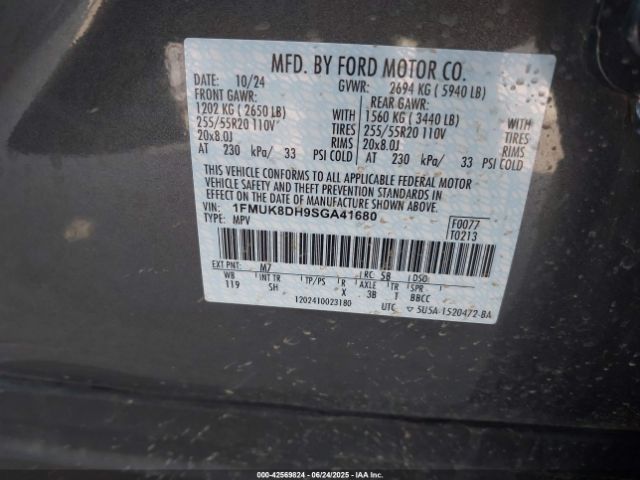 MFD. BY FORD MOTOR CO.
DATE: 10/24 GVWR: 2694 KG ( 5940 LB)
FRONT GAWR: REAR GAWR:
1202 KG ( 2650 LB) WITH 1560 KG ( 3440 LB) WITH
255/55R20 110V TIRES 255/55R20 110V TIRES
20x8.0J RIMS 20x8.0J RIMS
AT 230 kPa/ 33 PSI COLD AT 230 kPa/ 33 PSI COLD
THIS VEHICLE CONFORMS TO ALL APPLICABLE FEDERAL MOTOR
VEHICLE SAFETY AND THEFT PREVENTION STANDARDS IN
EFFECT ON THE DATE OF MANUFACTURE SHOWN ABOVE.
VIN: 1FMUK8DH9SGA41680
TYPE: MPV
F0077
T0213
EXT PNT: M7 RC: SB DSO:
WB INT TR TP/PS R AXLE TR SPR
119 SH X 3B T BBCC
1202410023180 UTC ▽ SU5A-1520472-BA
000-42569824 | 06/24/2025 | IAA Inc.